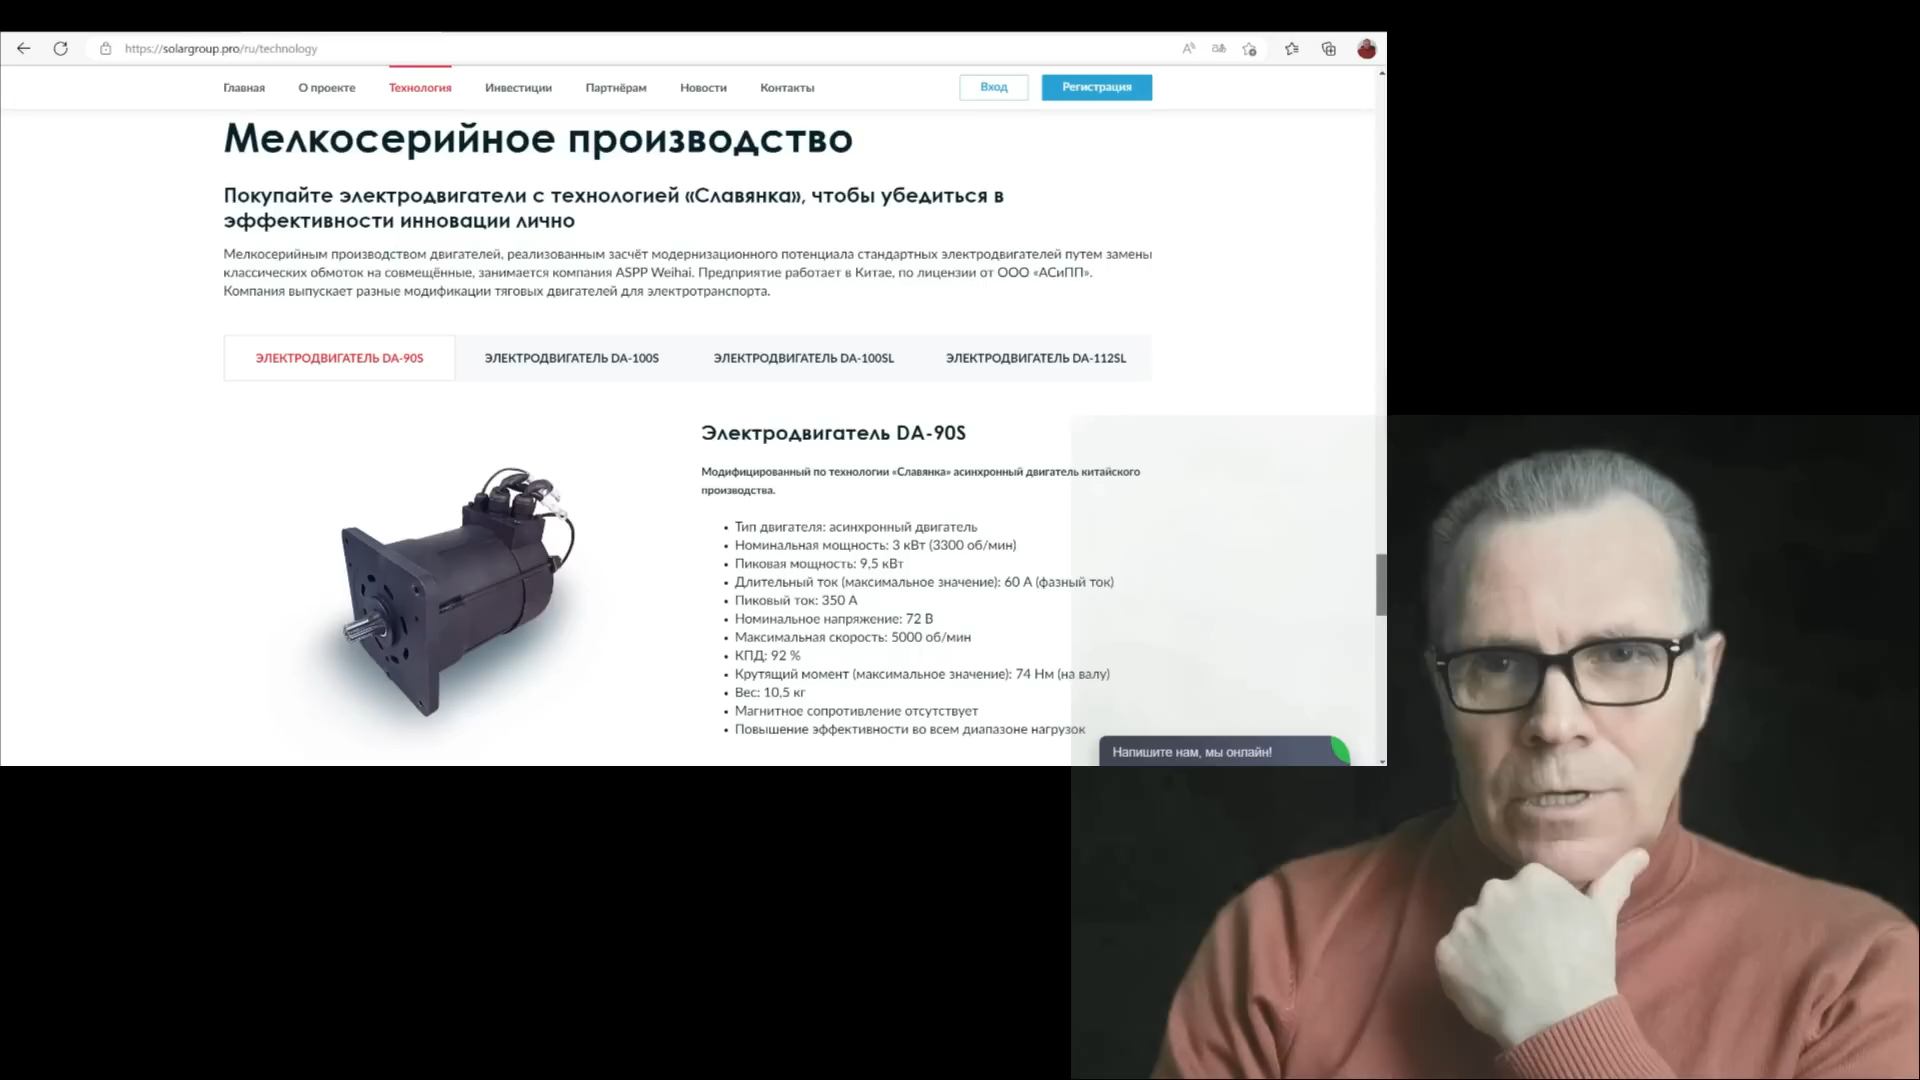 https://solargroup.pro/ru/technology
Главная О проекте Технология Инвестиции Партнёрам Новости Контакты Вход Регистрация
Мелкосерийное производство
Покупайте электродвигатели с технологией «Славянка», чтобы убедиться в
эффективности инновации лично
Мелкосерийным производством двигателей, реализованным засчёт модернизационного потенциала стандартных электродвигателей путем замены
классических обмоток на совмещённые, занимается компания ASPP Weihai. Предприятие работает в Китае, по лицензии от ООО «АСиПП».
Компания выпускает разные модификации тяговых двигателей для электротранспорта.
ЭЛЕКТРОДВИГАТЕЛЬ DA-90S ЭЛЕКТРОДВИГАТЕЛЬ DA-100S ЭЛЕКТРОДВИГАТЕЛЬ DA-100SL ЭЛЕКТРОДВИГАТЕЛЬ DA-112SL
Электродвигатель DA-90S
Модифицированный по технологии «Славянка» асинхронный двигатель китайского
производства.
• Тип двигателя: асинхронный двигатель
• Номинальная мощность: 3 кВт (3300 об/мин)
• Пиковая мощность: 9,5 кВт
• Длительный ток (максимальное значение): 60 А (фазный ток)
• Пиковый ток: 350 А
• Номинальное напряжение: 72 В
• Максимальная скорость: 5000 об/мин
• КПД: 92 %
• Крутящий момент (максимальное значение): 74 Нм (на валу)
• Вес: 10,5 кг
• Магнитное сопротивление отсутствует
• Повышение эффективности во всем диапазоне нагрузок
Напишите нам, мы онлайн!